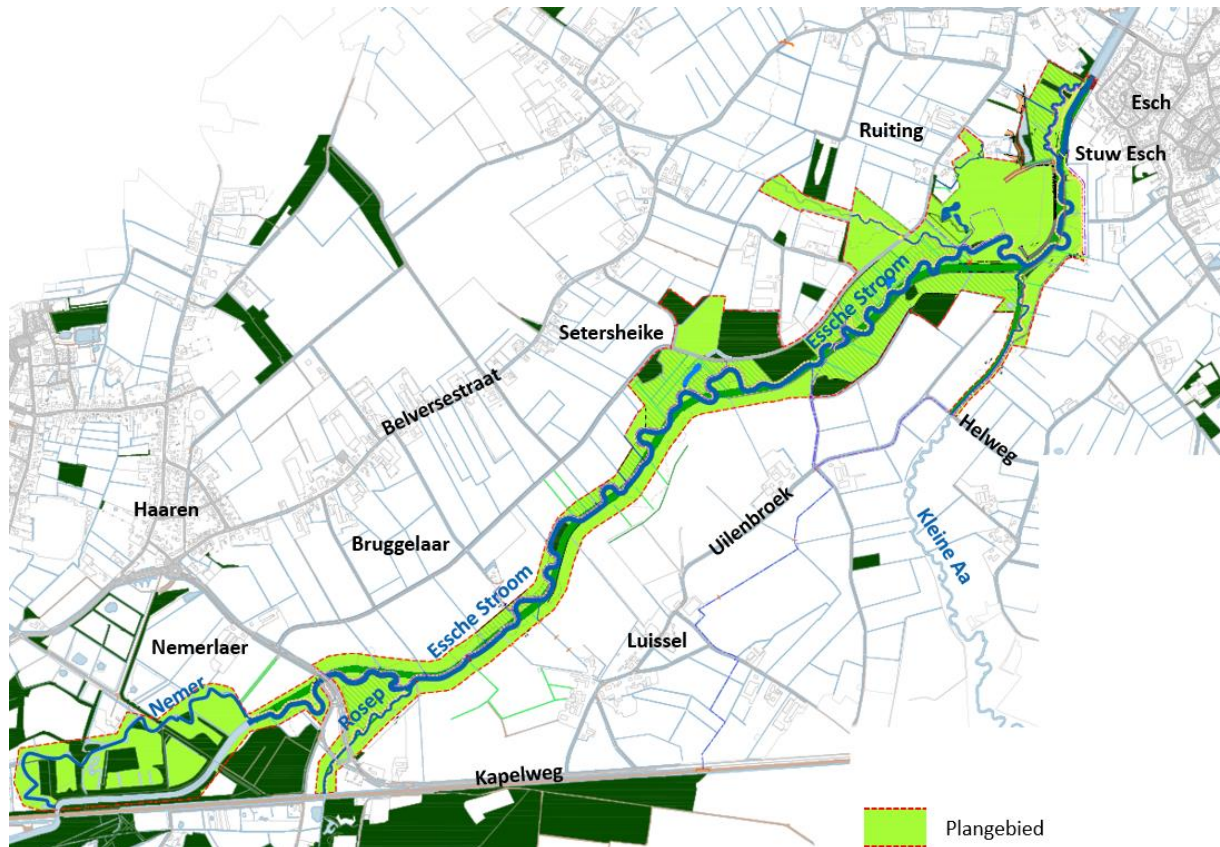 Esch
Ruiting
Stuw Esch
Essche Stroom
Setersheike
Belversestraat
Helweg
Haaren
Uilenbroek
Bruggelaar
Kleine Aa
Essche Stroom
Luissel
Nemerlaer
Nemer
Rosep
Kapelweg
Plangebied